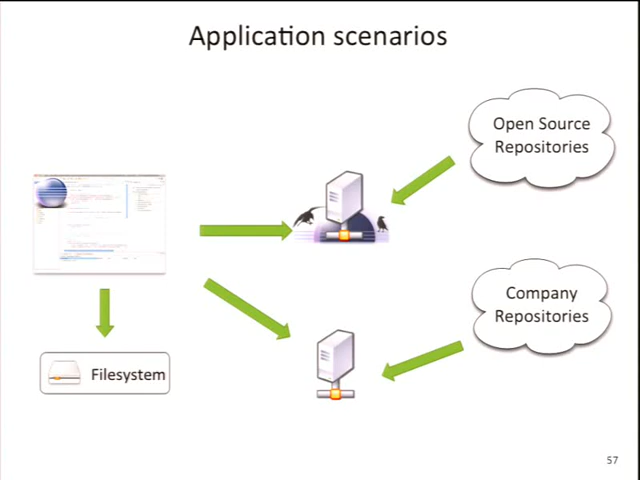 Application scenarios
Open Source
Repositories
Company
Repositories
Filesystem
57